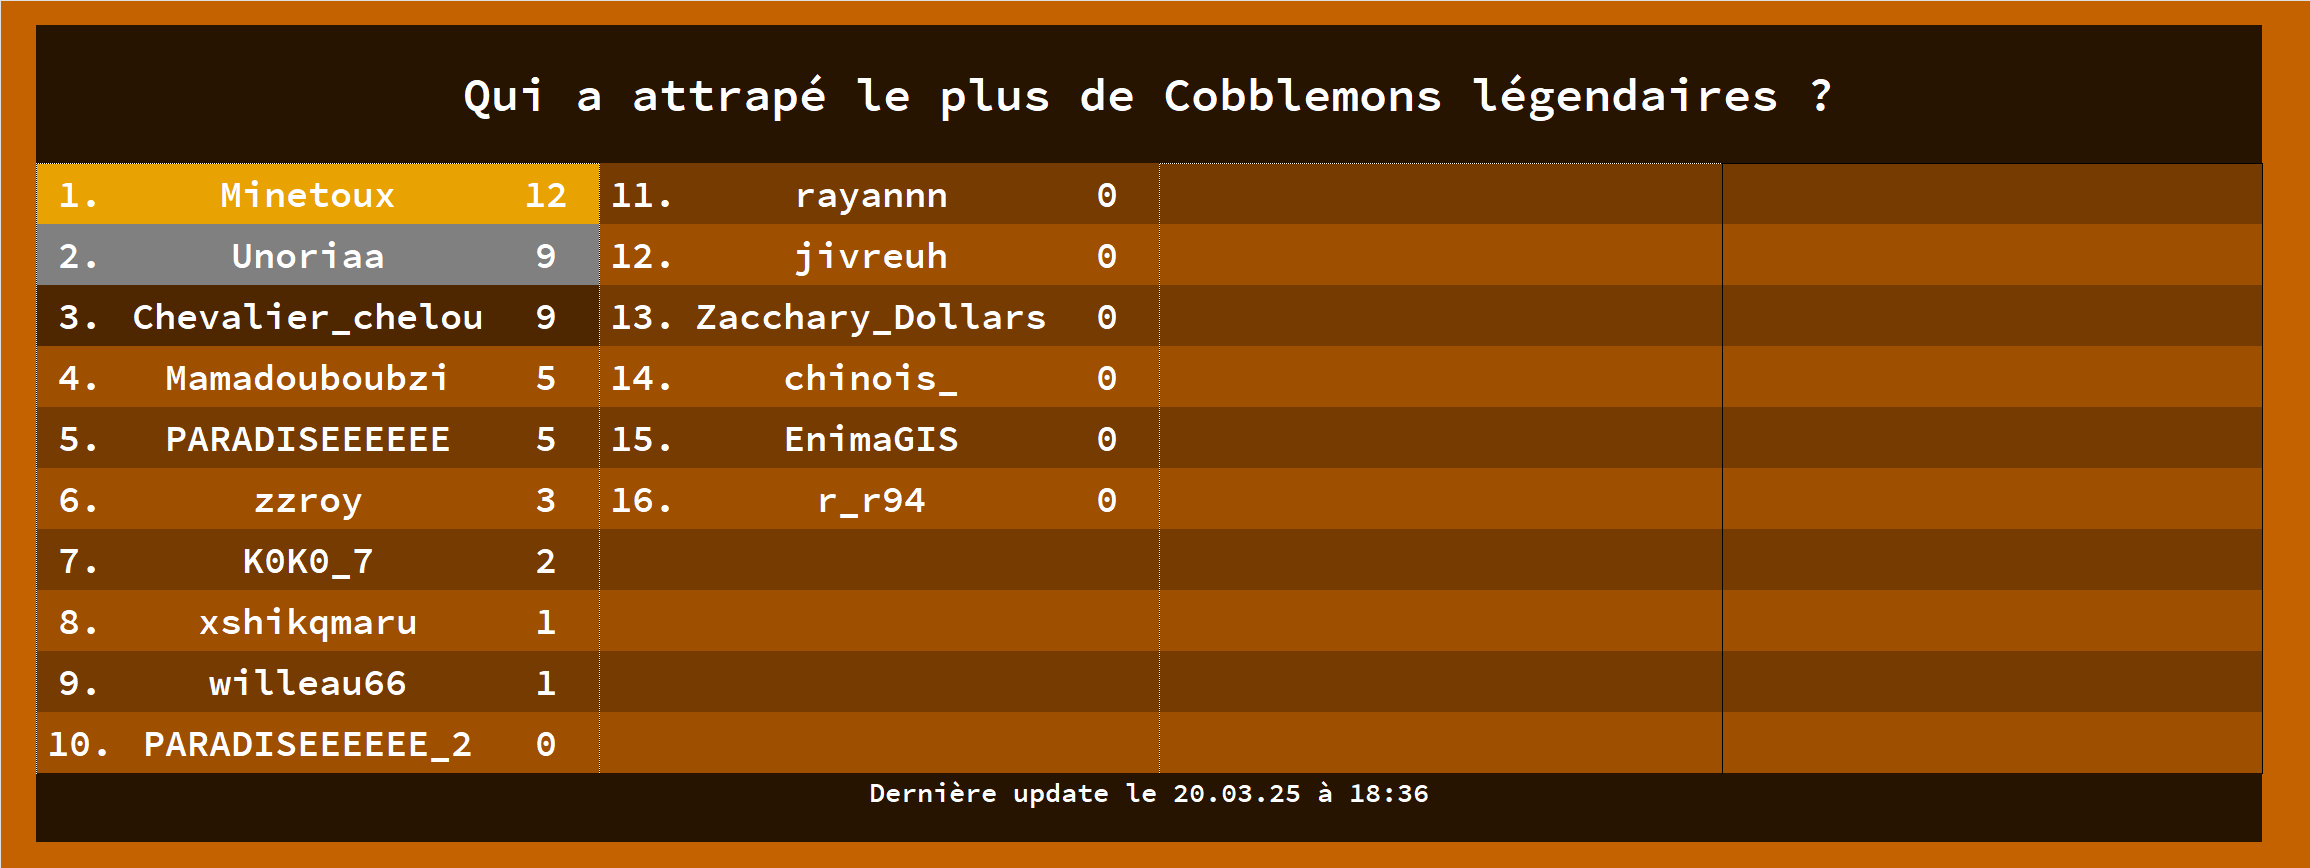 Qui a attrapé le plus de Cobblemons légendaires ?
1. Minetoux 12
2. Unoriaa 9
3. Chevalier_chelou 9
4. Mamadouboubzi 5
5. PARADISEEEEEE 5
6. zzroy 3
7. K0K0_7 2
8. xshikqmaru 1
9. willeau66 1
10. PARADISEEEEEE_2 0
11. rayannn 0
12. jivreuh 0
13. Zacchary_Dollars 0
14. chinois_ 0
15. EnimaGIS 0
16. r_r94 0
Dernière update le 20.03.25 à 18:36